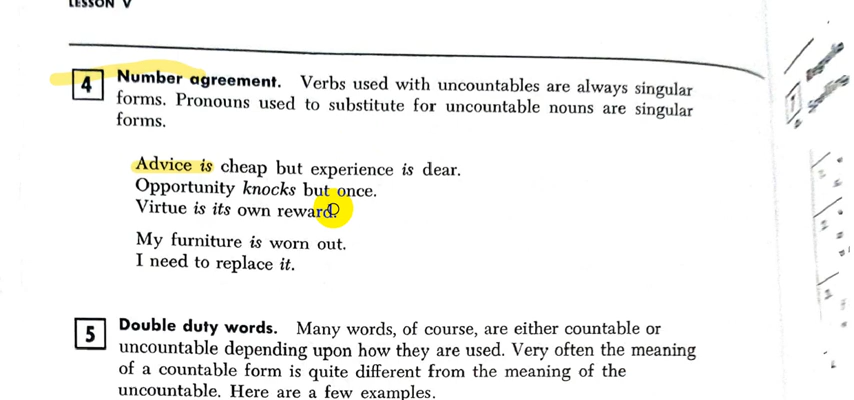 LESSON V
4 Number agreement. Verbs used with uncountables are always singular
forms. Pronouns used to substitute for uncountable nouns are singular
forms.
Advice is cheap but experience is dear.
Opportunity knocks but once.
Virtue is its own reward.
My furniture is worn out.
I need to replace it.
5 Double duty words. Many words, of course, are either countable or
uncountable depending upon how they are used. Very often the meaning
of a countable form is quite different from the meaning of the
uncountable. Here are a few examples.